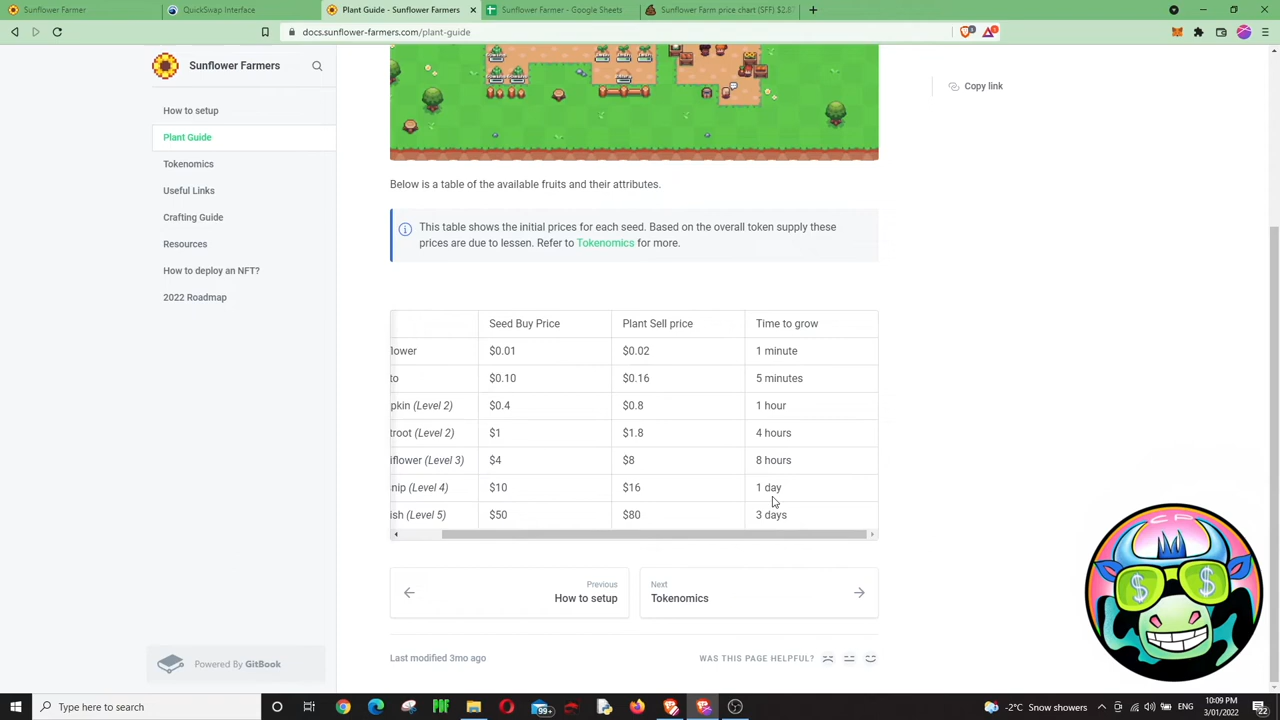 Sunflower Farmer
QuickSwap Interface
Plant Guide - Sunflower Farmers
Sunflower Farm - Google Sheets
Sunflower Farm price chart (SFF) $2.8
docs.sunflower-farmers.com/plant-guide
Sunflower Farmers
How to setup
Plant Guide
Tokenomics
Useful Links
Crafting Guide
Resources
How to deploy an NFT?
2022 Roadmap
Powered By GitBook
Copy link
Below is a table of the available fruits and their attributes.
This table shows the initial prices for each seed. Based on the overall token supply these
prices are due to lessen. Refer to Tokenomics for more.
Seed Buy Price Plant Sell price Time to grow
lower $0.01 $0.02 1 minute
to $0.10 $0.16 5 minutes
pkin (Level 2) $0.4 $0.8 1 hour
troot (Level 2) $1 $1.8 4 hours
iflower (Level 3) $4 $8 8 hours
nip (Level 4) $10 $16 1 day
ish (Level 5) $50 $80 3 days
Previous
How to setup
Next
Tokenomics
Last modified 3mo ago
WAS THIS PAGE HELPFUL?
CP
$ $
Type here to search
99+
-2°C Snow showers
ENG
10:09 PM
3/01/2022
22